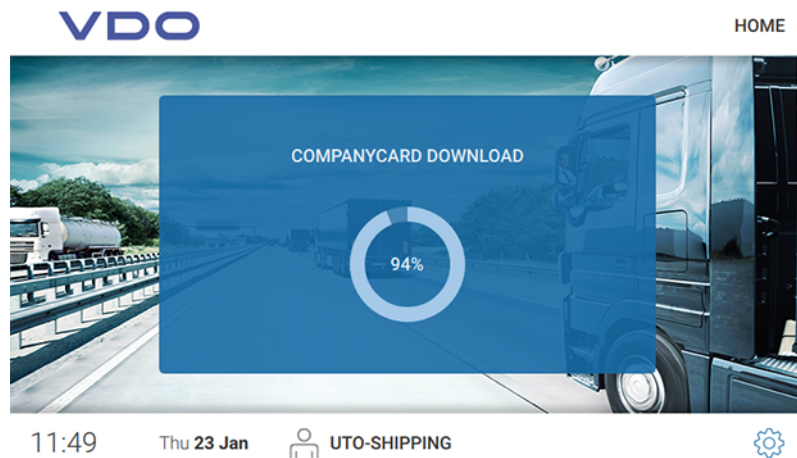 VDO
HOME
COMPANYCARD DOWNLOAD
94%
11:49
Thu 23 Jan
UTO-SHIPPING